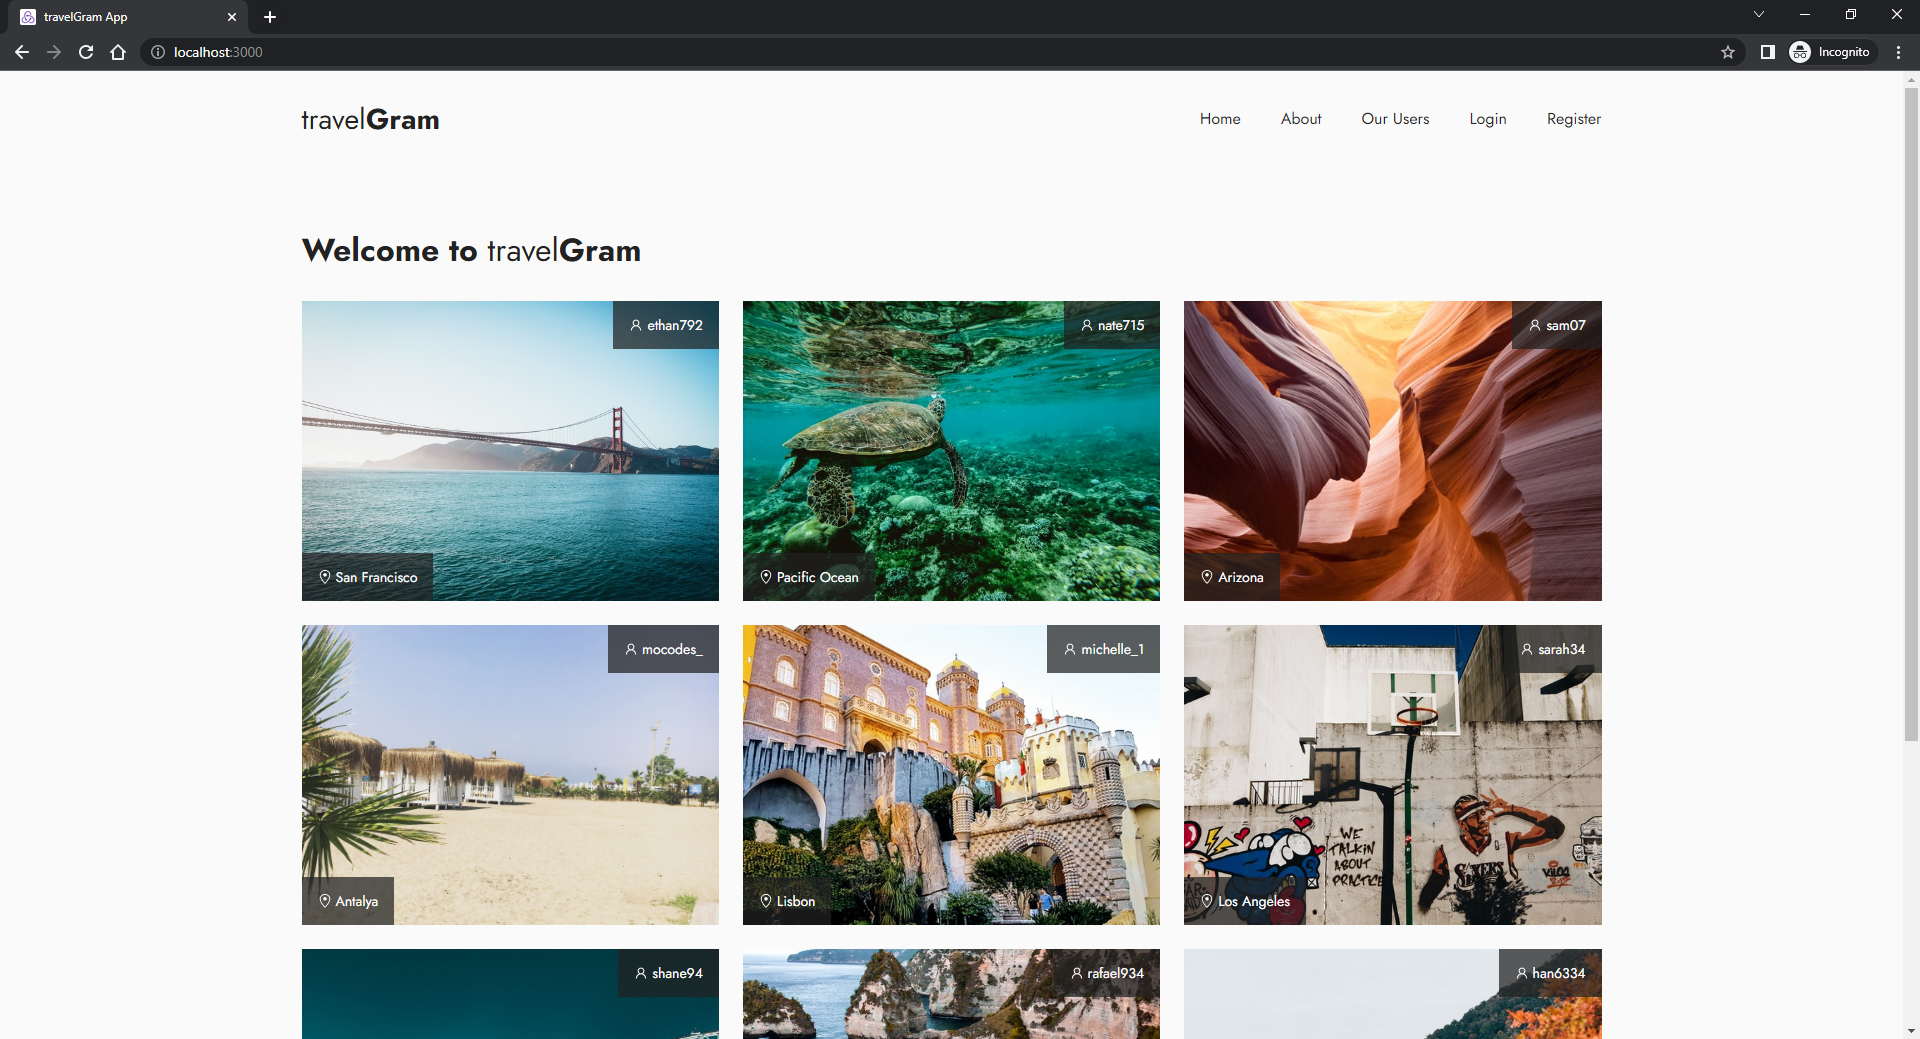 travelGram App
localhost:3000
Incognito
travelGram
Home About Our Users Login Register
Welcome to travelGram
ethan792
nate715
sam07
San Francisco
Pacific Ocean
Arizona
mocodes_
michelle_1
sarah34
WE
TALKIN
ABOUT
PRACTICE
SIXERS
Antalya
Lisbon
Los Angeles
shane94
rafael934
han6334